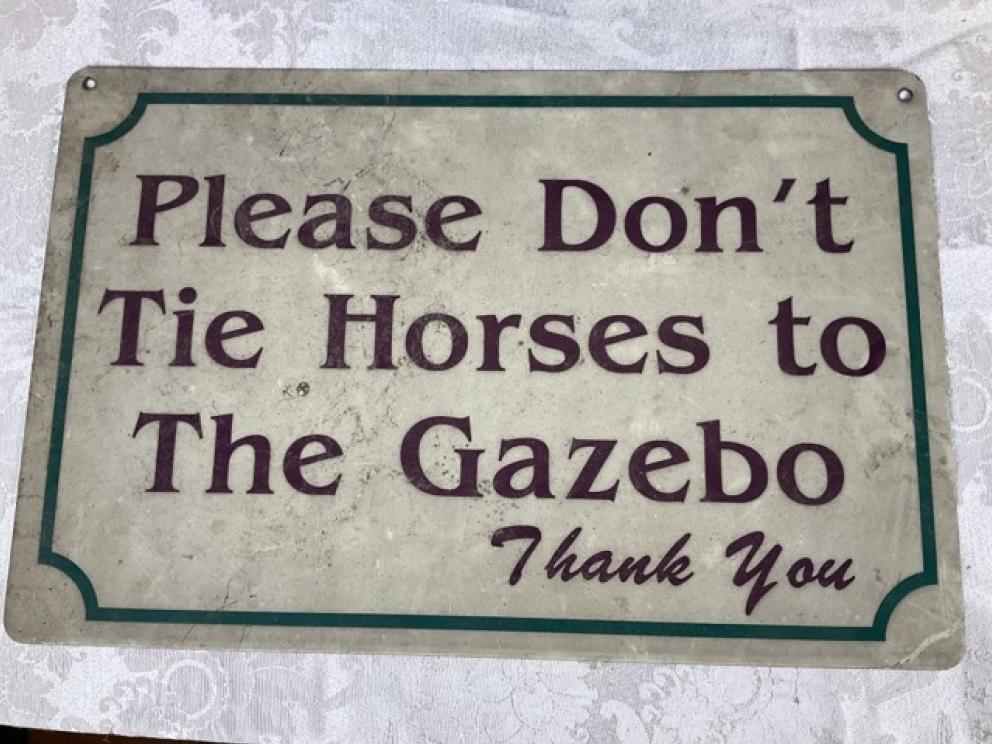 Please Don't
Tie Horses to
The Gazebo
Thank You